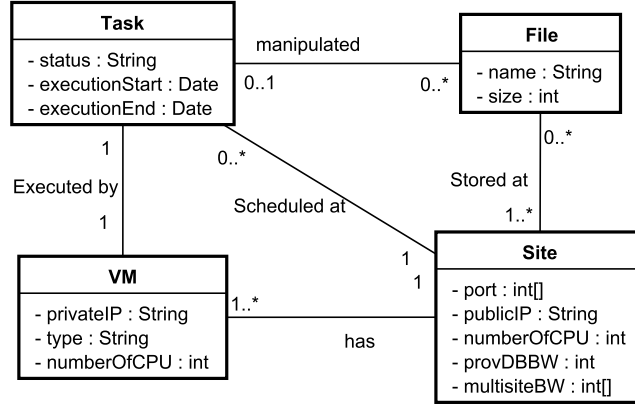 Task
- status : String
- executionStart : Date
- executionEnd : Date
manipulated
0..1
0..*
File
- name : String
- size : int
1
Executed by
1
0..*
Scheduled at
1
0..*
Stored at
1..*
VM
- privateIP : String
- type : String
- numberOfCPU : int
1..*
has
1
Site
- port : int[]
- publicIP : String
- numberOfCPU : int
- provDBBW : int
- multisiteBW : int[]